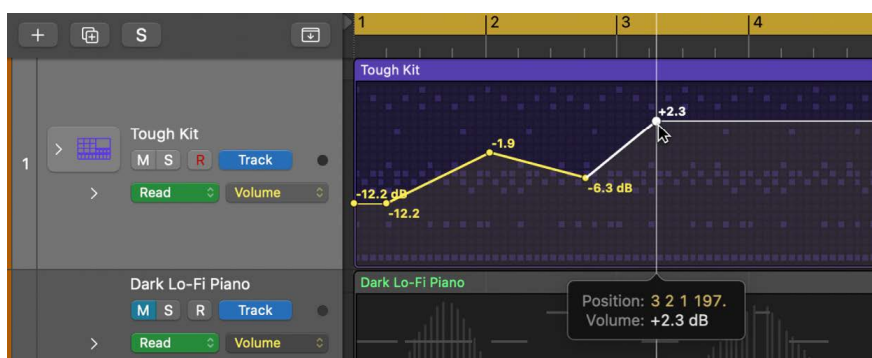 S
1 2 3 4
Tough Kit
+2.3
Tough Kit
-1.9
1
M S R Track
-6.3 dB
Read Volume
-12.2 dB
-12.2
Dark Lo-Fi Piano
Dark Lo-Fi Piano
Position: 3 2 1 197.
M S R Track
Volume: +2.3 dB
Read Volume